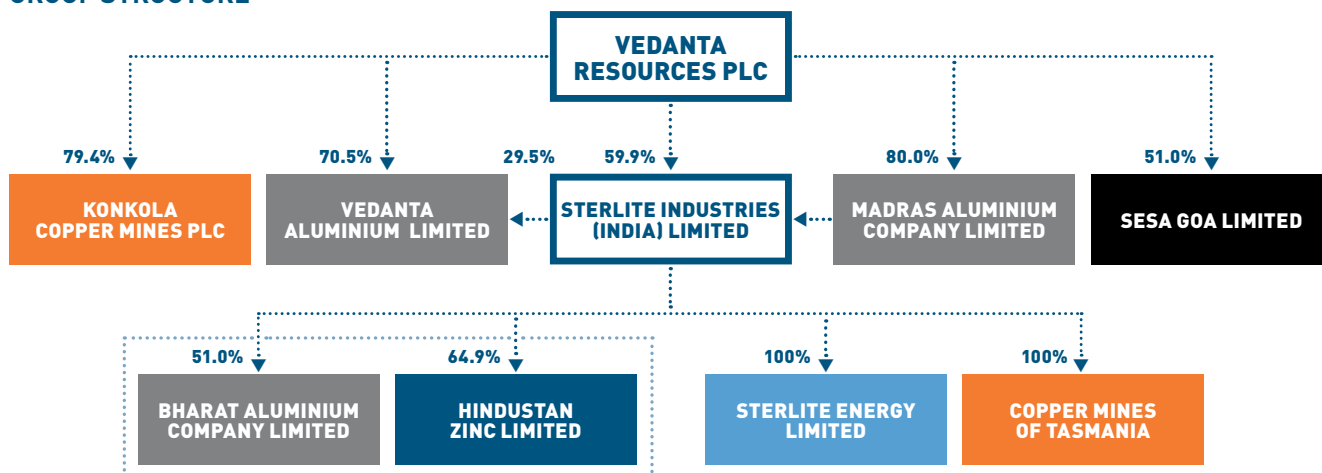 GROUP STRUCTURE
VEDANTA
RESOURCES PLC
79.4%
70.5%
29.5%
59.9%
80.0%
51.0%
KONKOLA
COPPER MINES PLC
VEDANTA
ALUMINIUM LIMITED
STERLITE INDUSTRIES
(INDIA) LIMITED
MADRAS ALUMINIUM
COMPANY LIMITED
SESA GOA LIMITED
51.0%
64.9%
100%
100%
BHARAT ALUMINIUM
COMPANY LIMITED
HINDUSTAN
ZINC LIMITED
STERLITE ENERGY
LIMITED
COPPER MINES
OF TASMANIA